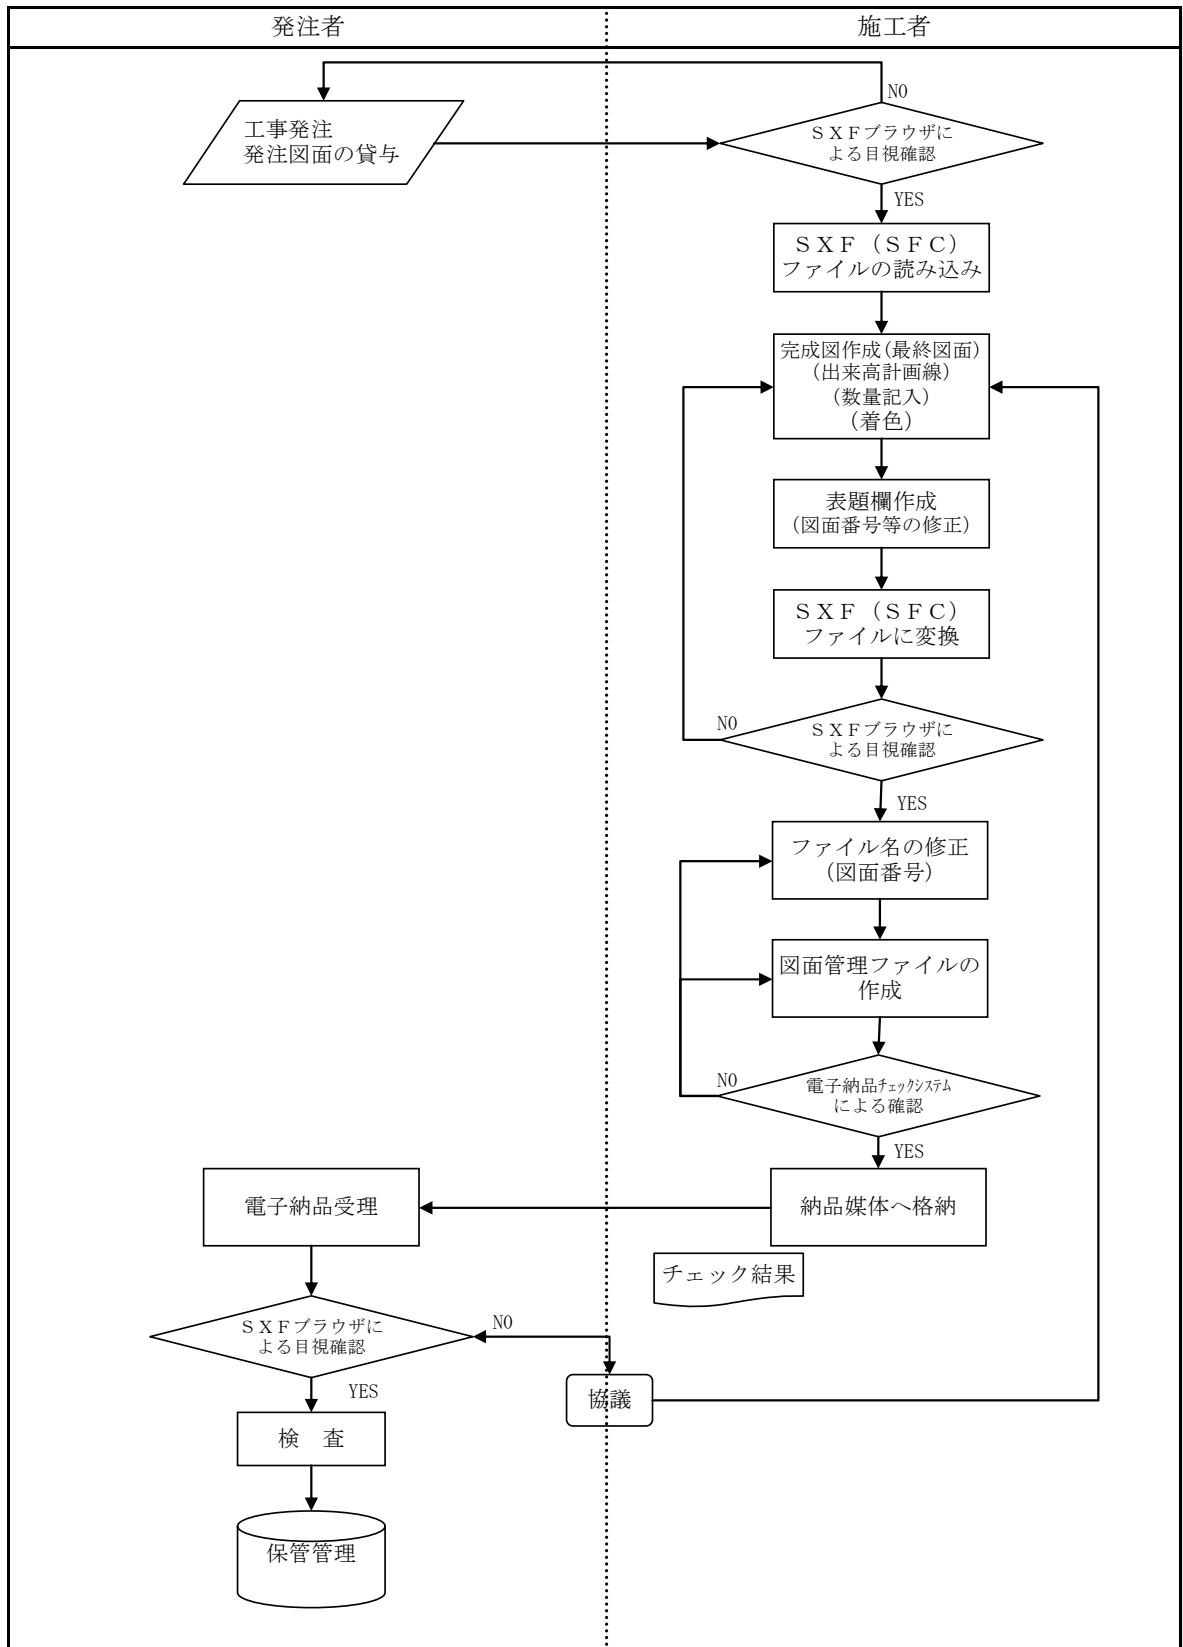 発注者
施工者
NO
工事発注
発注図面の貸与
ＳＸＦブラウザに
よる目視確認
YES
ＳＸＦ（ＳＦＣ）
ファイルの読み込み
完成図作成(最終図面)
（出来高計画線）
（数量記入）
（着色）
表題欄作成
（図面番号等の修正）
ＳＸＦ（ＳＦＣ）
ファイルに変換
NO
ＳＸＦブラウザに
よる目視確認
YES
ファイル名の修正
（図面番号）
図面管理ファイルの
作成
NO
電子納品ﾁｪｯｸｼｽﾃﾑ
による確認
YES
電子納品受理
納品媒体へ格納
チェック結果
ＳＸＦブラウザに
よる目視確認
NO
YES
協議
検　査
保管管理